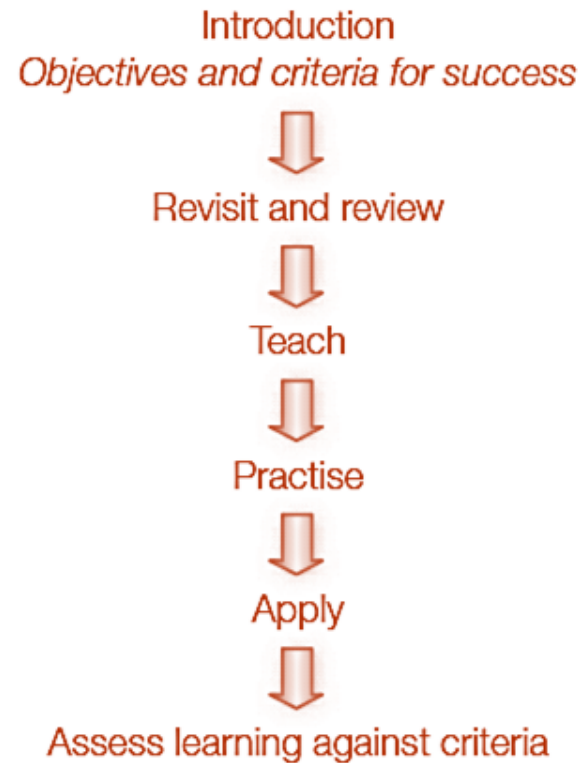 Introduction
Objectives and criteria for success
Revisit and review
Teach
Practise
Apply
Assess learning against criteria